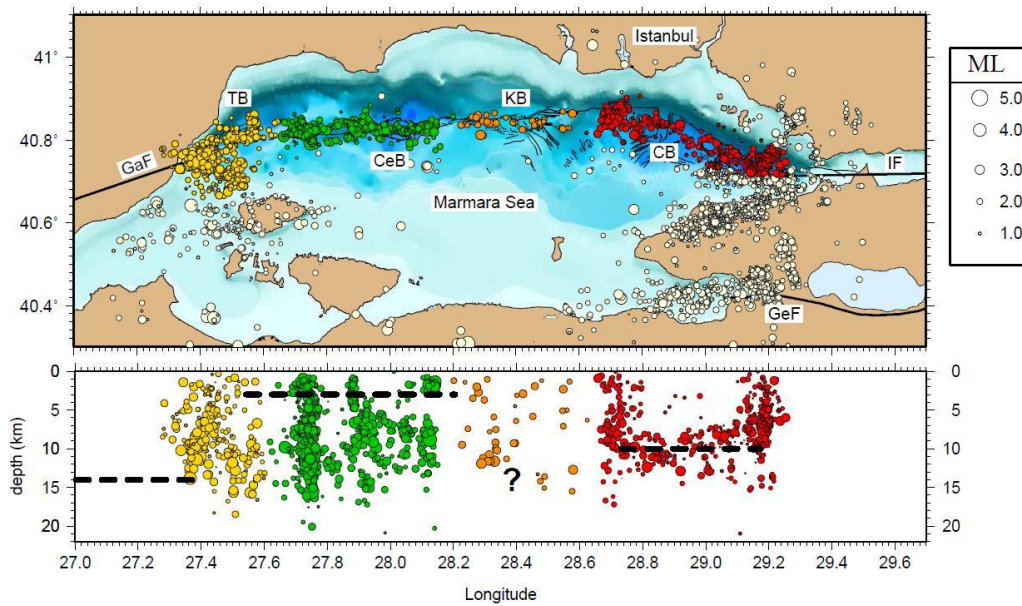 Istanbul
41°
40.8°
40.6°
40.4°
TB
KB
GaF
CeB
CB
IF
Marmara Sea
GeF
ML
5.0
4.0
3.0
2.0
1.0
0
5
10
15
20
depth (km)
?
0
5
10
15
20
27.0 27.2 27.4 27.6 27.8 28.0 28.2 28.4 28.6 28.8 29.0 29.2 29.4 29.6
Longitude